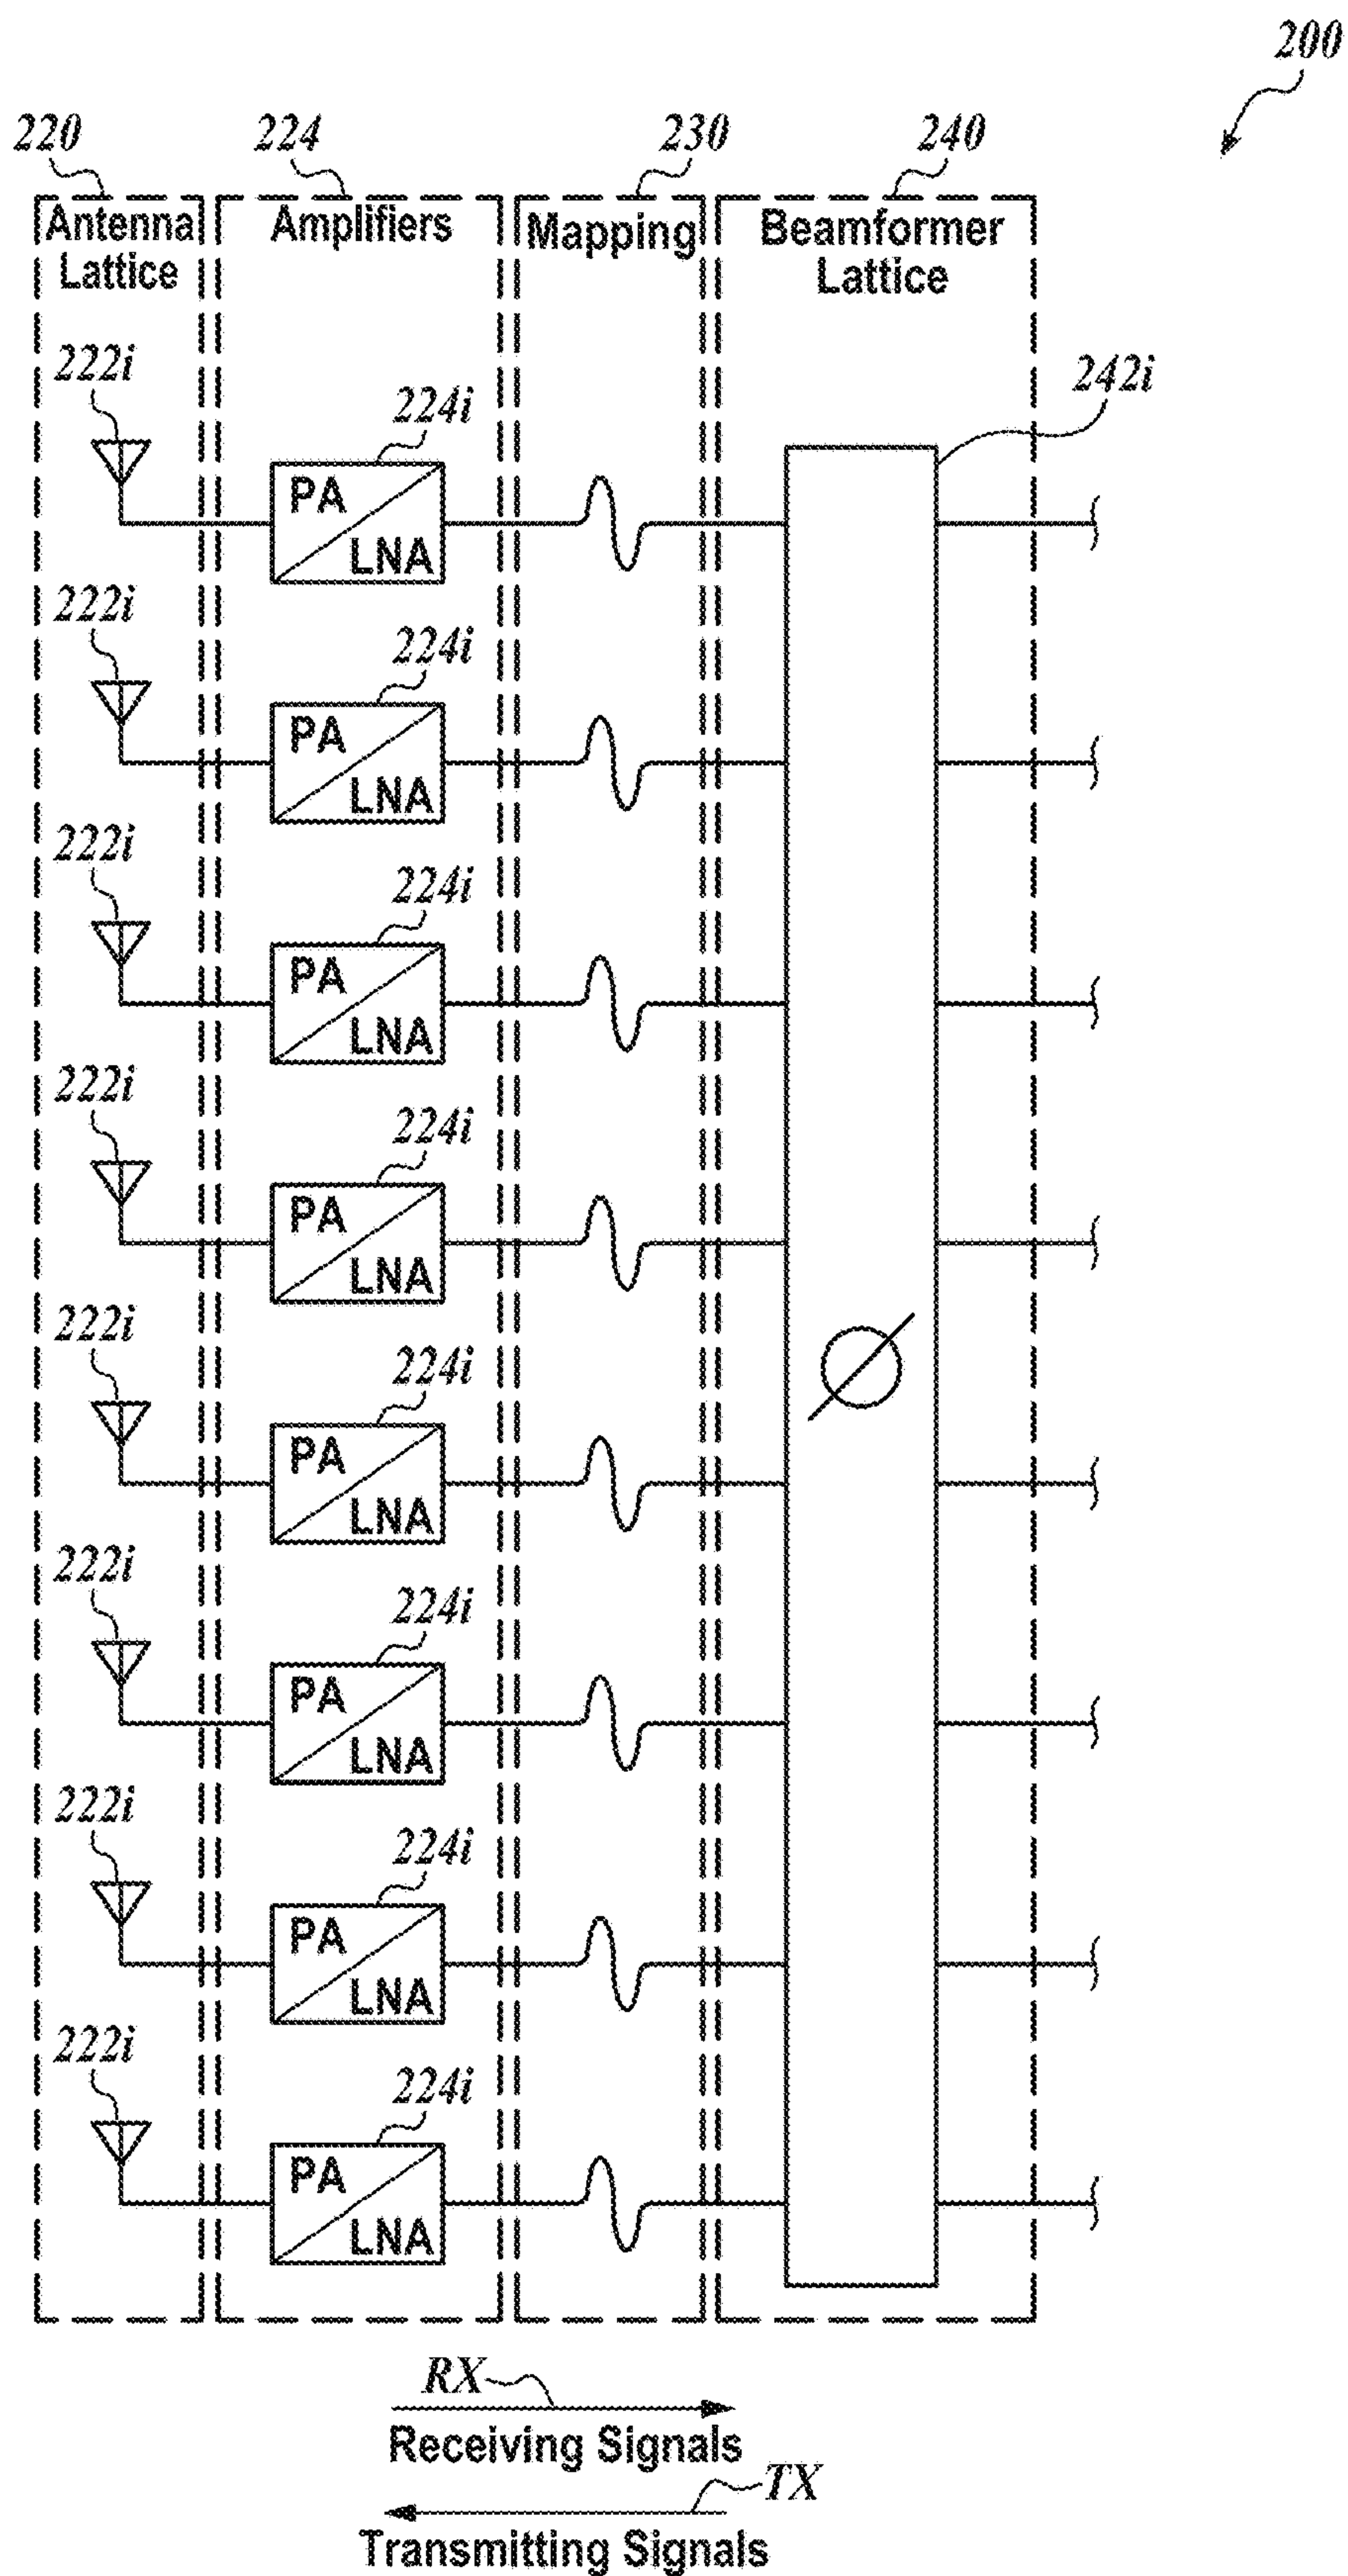 200
220 224 230 240
Antenna Lattice
Amplifiers
Mapping
Beamformer Lattice
222i
242i
224i
PA
LNA
222i
224i
PA
LNA
222i
224i
PA
LNA
222i
224i
PA
LNA
Ø
222i
224i
PA
LNA
222i
224i
PA
LNA
222i
224i
PA
LNA
222i
224i
PA
LNA
RX
Receiving Signals
TX
Transmitting Signals